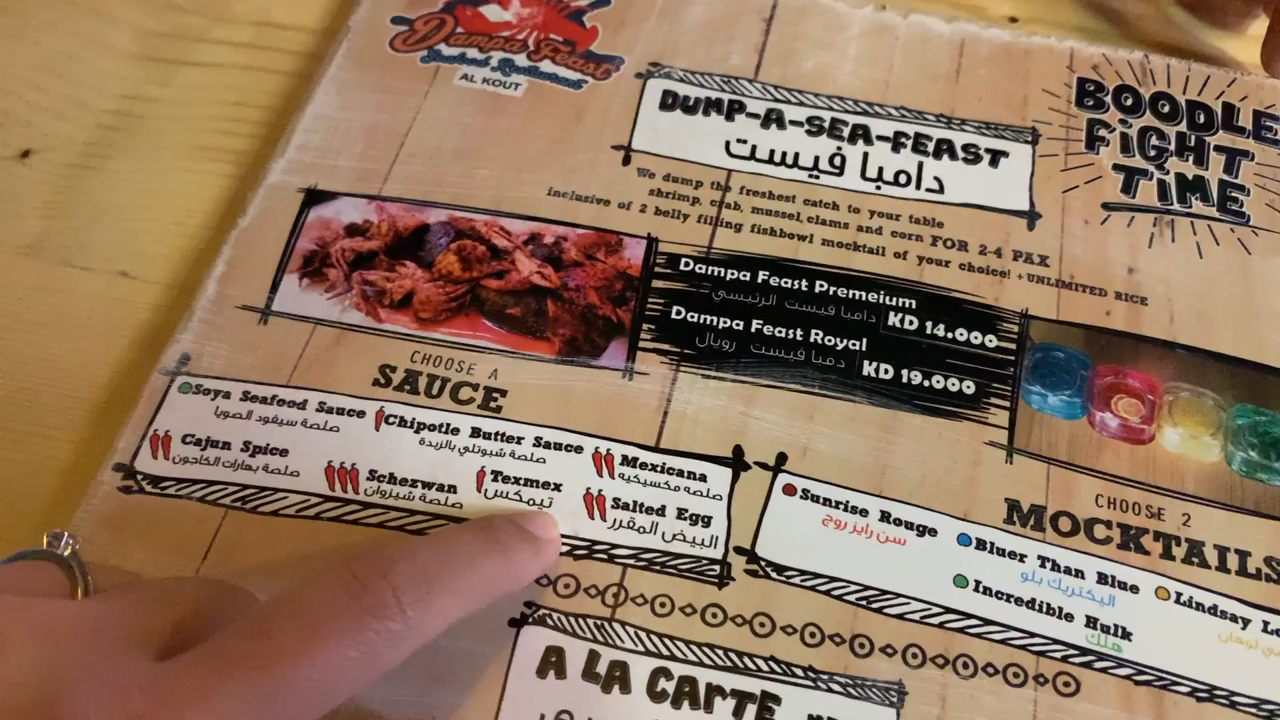 Dampa Feast
Seafood Restaurant
AL KOUT
DUMP-A-SEA-FEAST
دامبا فيست
BOODLE
FIGHT
TIME
We dump the freshest catch to your table
shrimp, crab, mussel, clams and corn FOR 2-4 PAX
inclusive of 2 belly filling fishbowl mocktail of your choice! + UNLIMITED RICE
Dampa Feast Premeium
دامبا فيست الرئيسي KD 14.000
Dampa Feast Royal
دمبا فيست رويال KD 19.000
CHOOSE A
SAUCE
Soya Seafood Sauce
صلصة سيفود الصويا
Chipotle Butter Sauce
صلصة شبوتلي بالزبدة
Mexicana
صلصه مكسيكيه
Cajun Spice
صلصة بهارات الكاجون
Schezwan
صلصة شيزوان
Texmex
تيمكس
Salted Egg
البيض المقرر
CHOOSE 2
MOCKTAILS
Sunrise Rouge
سن رايز روج
Bluer Than Blue
اليكتريك بلو
Lindsay
Incredible Hulk
هلك
A LA CARTE